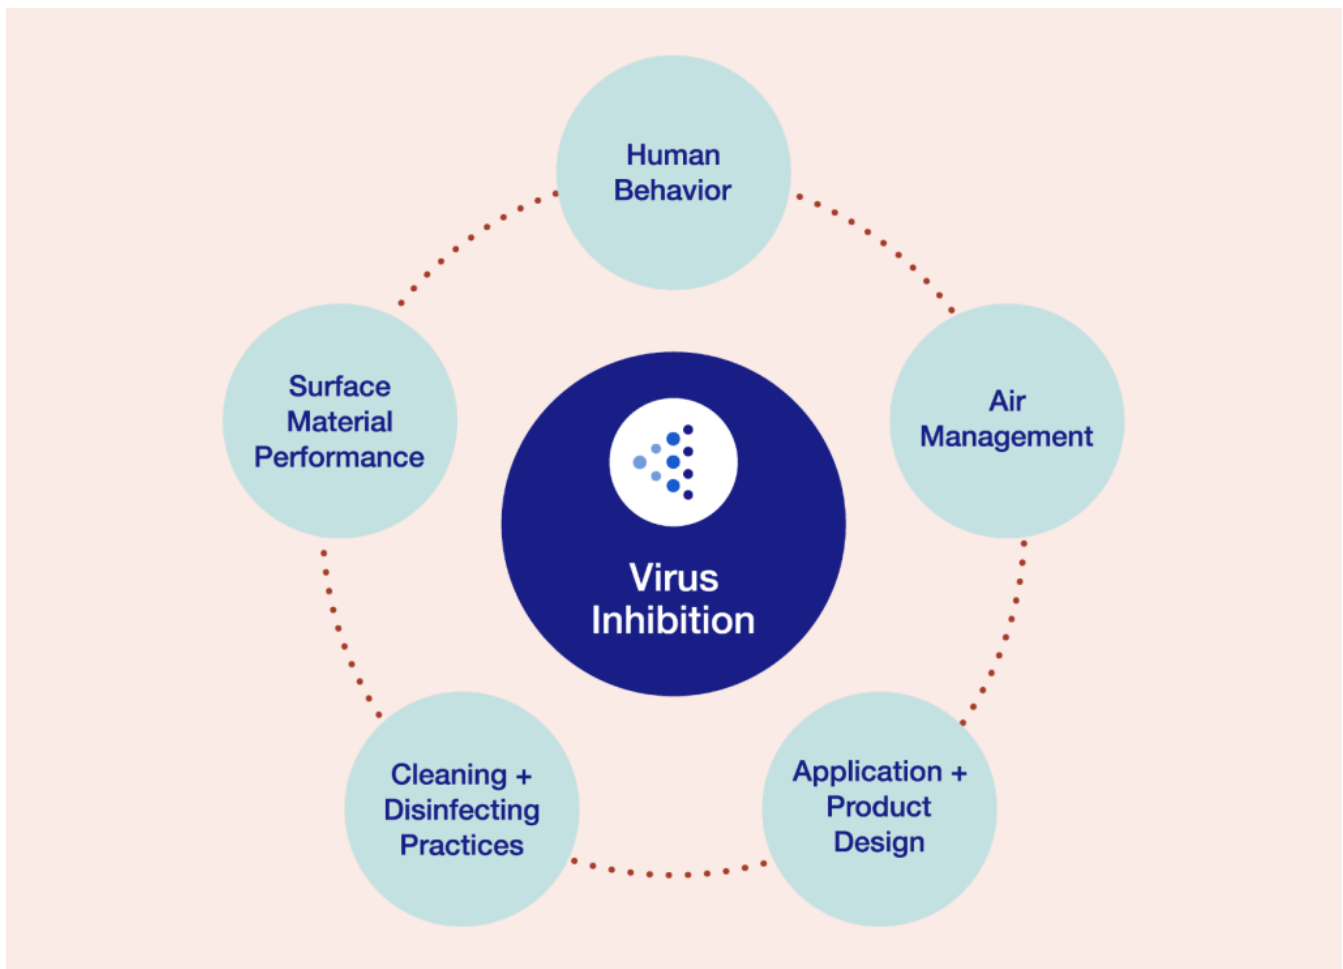 Human
Behavior
Surface
Material
Performance
Air
Management
Virus
Inhibition
Cleaning +
Disinfecting
Practices
Application +
Product
Design